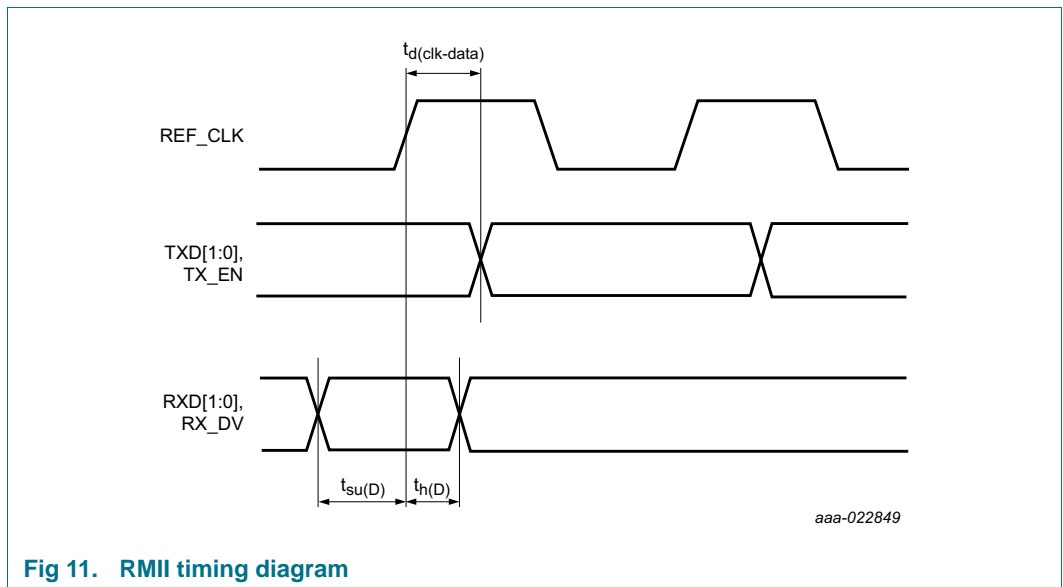 td(clk-data)
REF_CLK
TXD[1:0],
TX_EN
RXD[1:0],
RX_DV
tsu(D)
th(D)
aaa-022849
Fig 11. RMII timing diagram